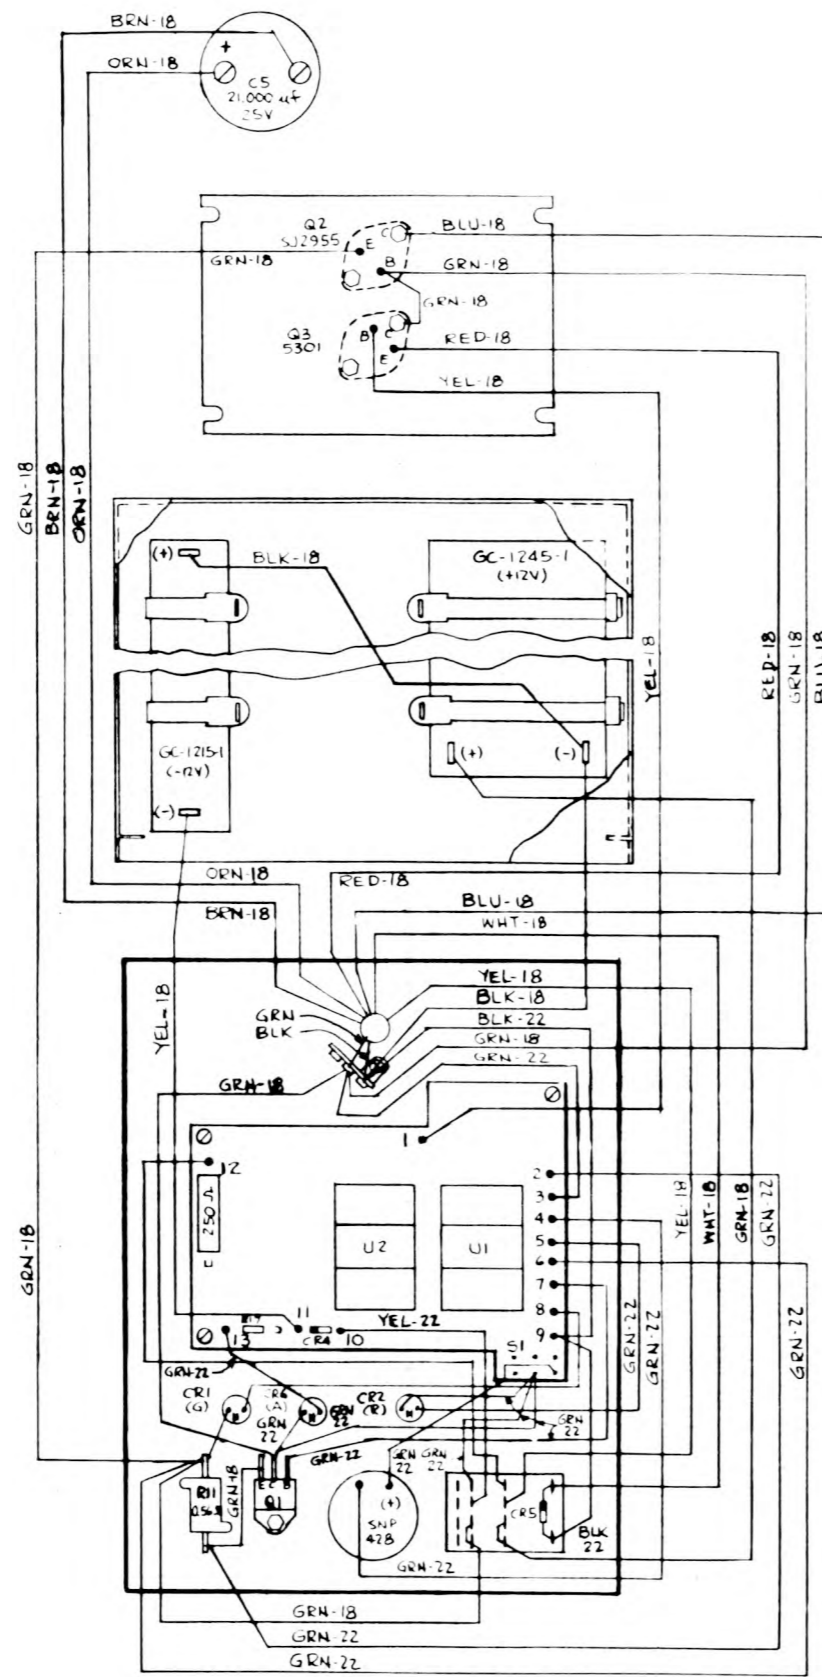 BRN-18
+
ORN-18
C5
21,000 uf
25V
Q2
SJ2955
C
E
B
BLU-18
GRN-18
GRN-18
GRN-18
Q3
5301
B
C
E
RED-18
YEL-18
GRN-18
BRN-18
ORN-18
(+)
BLK-18
GC-1245-1
(+12V)
YEL-18
RED-18
GRN-18
BLU-18
GC-1215-1
(-12V)
(+)
(-)
(-)
ORN-18
RED-18
BRN-18
BLU-18
WHT-18
YEL-18
YEL-18
GRN
BLK
BLK-18
BLK-22
GRN-18
GRN-22
GRN-18
1
12
2
250Ω
3
4
U2
U1
5
6
7
8
9
YEL-18
WHT-18
GRN-18
GRN-22
GRN-18
11
YEL-22
13
CR4
10
S1
GRN-22
GRN-22
GRN-22
GRN-22
CR1
(G)
CR6
(A)
CR2
(R)
GRN
22
GRN
22
GRN
22
GRN-22
GRN
22
GRN
22
R11
0.56Ω
GRN-18
E C B
Q1
(+)
SNP
428
CR5
BLK
22
GRN-22
GRN-18
GRN-22
GRN-22